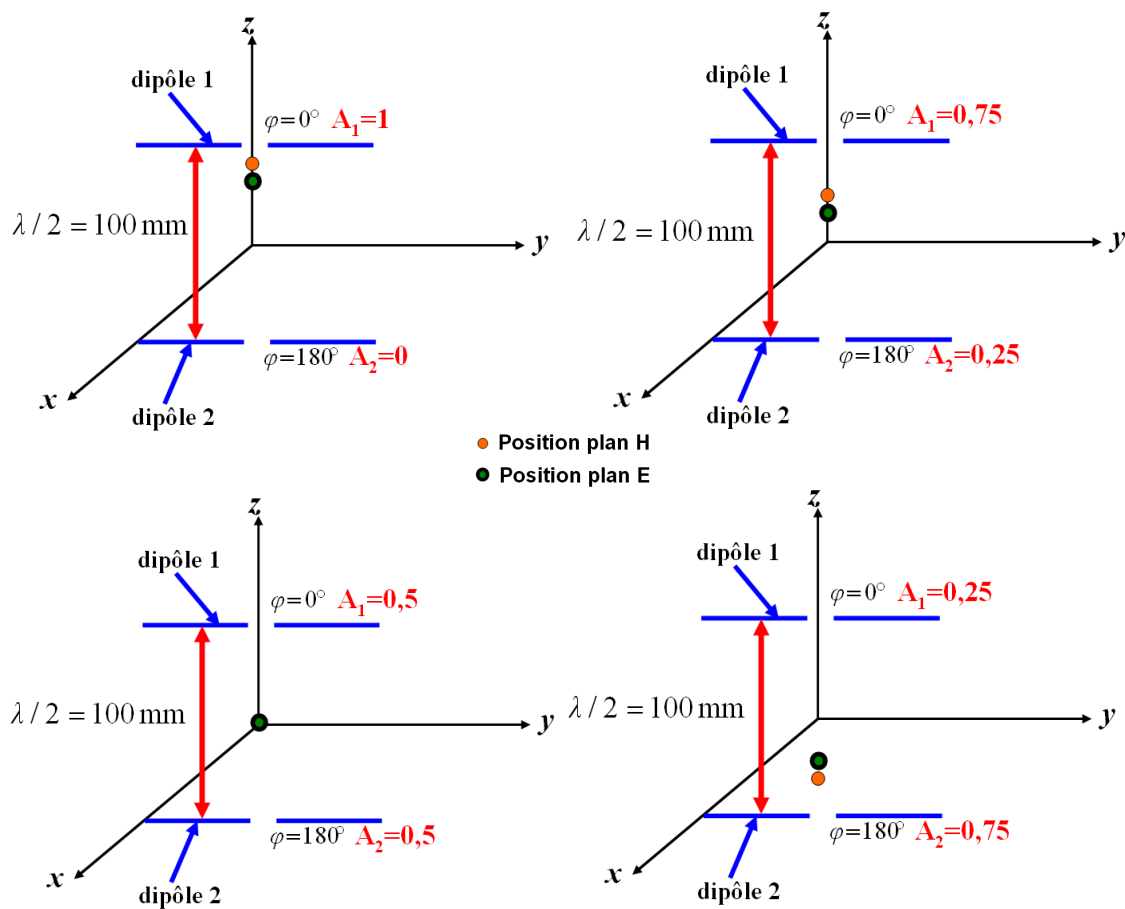 z
dipôle 1
φ=0° A1=1
λ/2 = 100 mm
y
φ=180° A2=0
x
dipôle 2
z
dipôle 1
φ=0° A1=0,75
λ/2 = 100 mm
y
φ=180° A2=0,25
x
dipôle 2
Position plan H
Position plan E
z
dipôle 1
φ=0° A1=0,5
λ/2 = 100 mm
y
φ=180° A2=0,5
x
dipôle 2
z
dipôle 1
φ=0° A1=0,25
λ/2 = 100 mm
y
φ=180° A2=0,75
x
dipôle 2